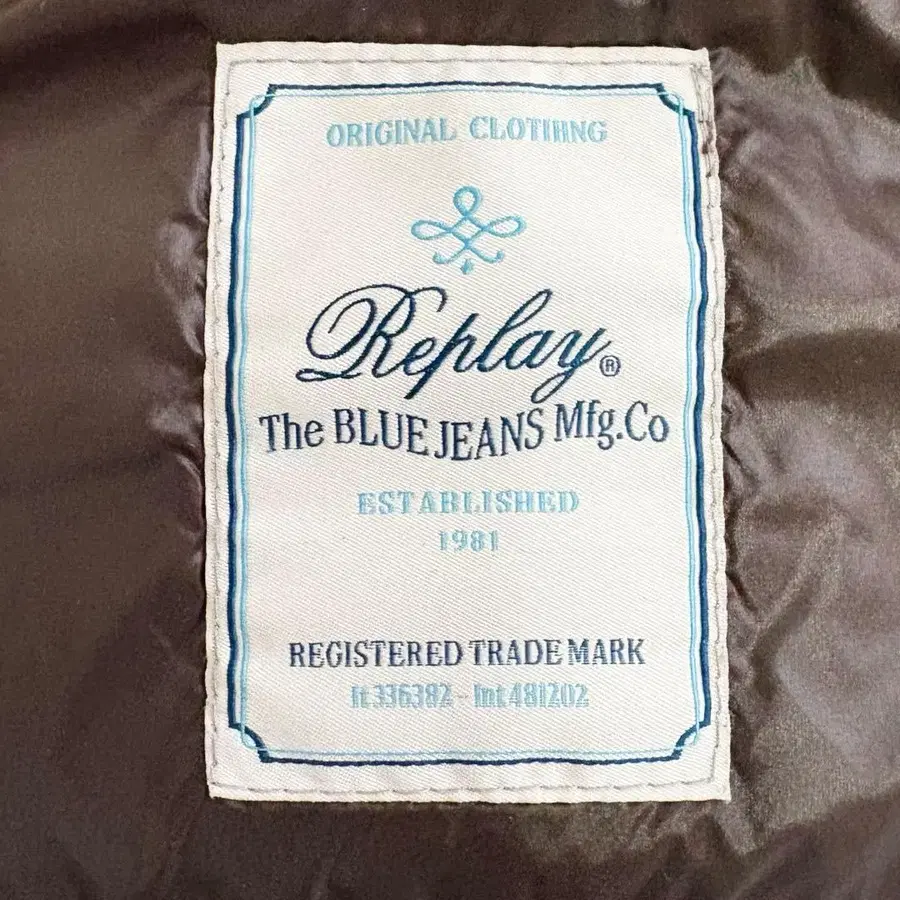 ORIGINAL CLOTHING
Replay®
The BLUE JEANS Mfg.Co
ESTABLISHED
1981
REGISTERED TRADE MARK
It 336382 - Int 481202